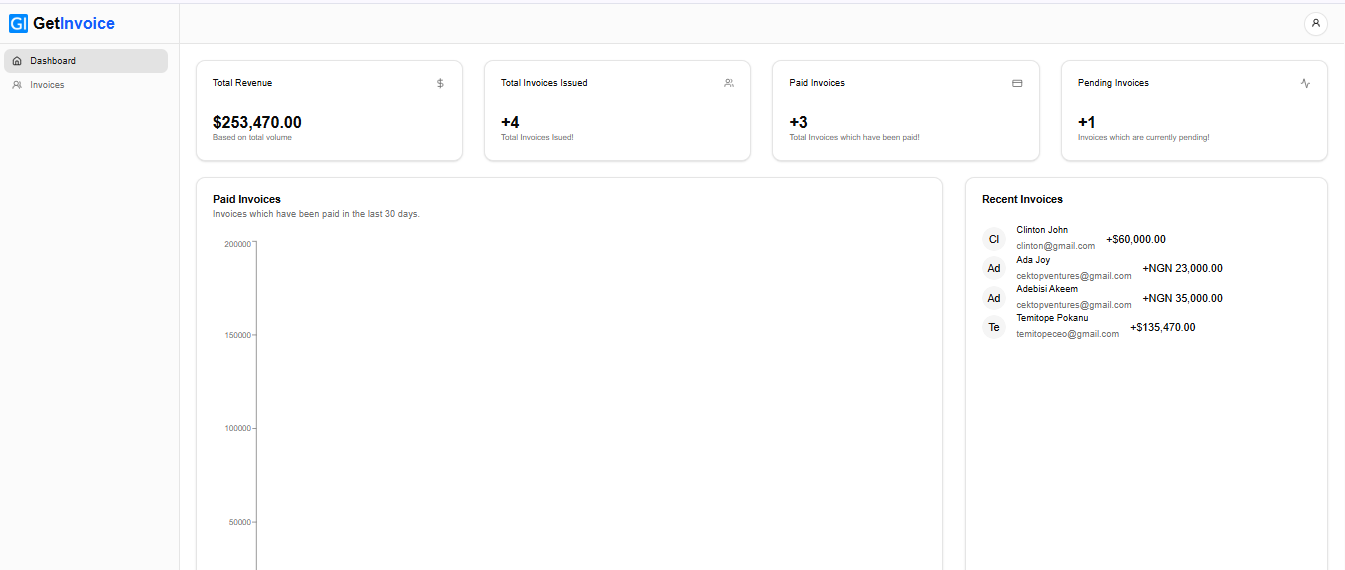 GI GetInvoice
Dashboard
Invoices
Total Revenue
$253,470.00
Based on total volume
Total Invoices Issued
+4
Total Invoices Isued!
Paid Invoices
+3
Total Invoices which have been paid!
Pending Invoices
+1
Invoices which are currently pending!
Paid Invoices
Invoices which have been paid in the last 30 days.
200000
150000
100000
50000
Recent Invoices
Cl
Clinton John
clinton@gmail.com
+$60,000.00
Ad
Ada Joy
cektopventures@gmail.com
+NGN 23,000.00
Ad
Adebisi Akeem
cektopventures@gmail.com
+NGN 35,000.00
Te
Temitope Pokanu
temitopeceo@gmail.com
+$135,470.00